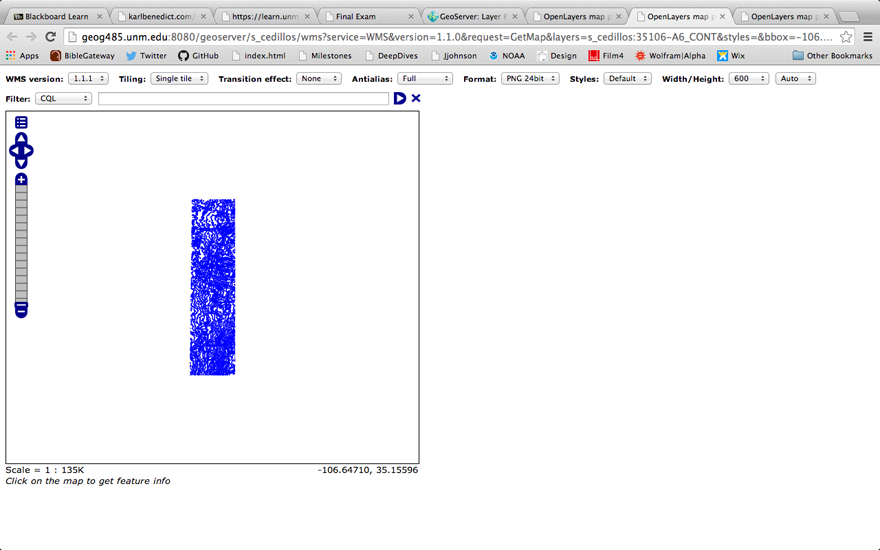 Blackboard Learn
karlbenedict.com/
https://learn.unm
Final Exam
GeoServer: Layer P
OpenLayers map p
OpenLayers map p
OpenLayers map p
geog485.unm.edu:8080/geoserver/s_cedillos/wms?service=WMS&version=1.1.0&request=GetMap&layers=s_cedillos:35106-A6_CONT&styles=&bbox=-106....
Apps BibleGateway Twitter GitHub index.html Milestones DeepDives Jjohnson NOAA Design Film4 Wolfram|Alpha Wix Other Bookmarks
WMS version: 1.1.1 Tiling: Single tile Transition effect: None Antialias: Full Format: PNG 24bit Styles: Default Width/Height: 600 Auto
Filter: CQL
Scale = 1 : 135K
-106.64710, 35.15596
Click on the map to get feature info